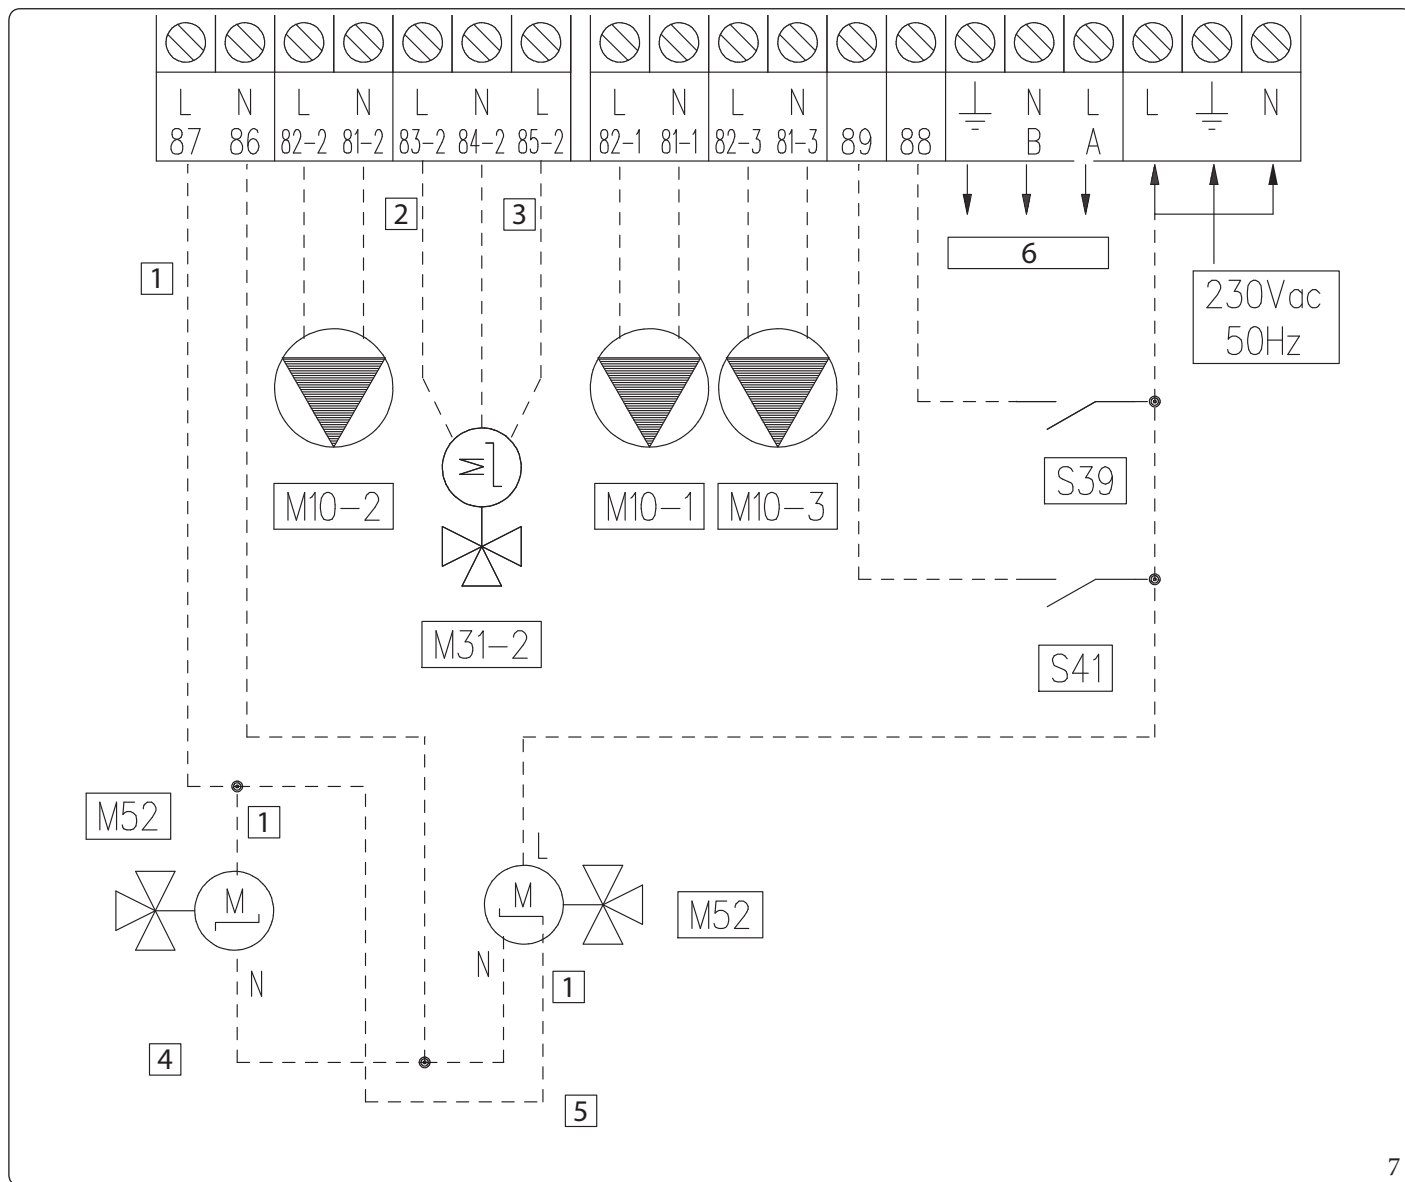 L N L N L N L L N L N N L L N
87 86 82-2 81-2 83-2 84-2 85-2 82-1 81-1 82-3 81-3 89 88 B A
2 3
6
1
230Vac
50Hz
S39
M10-2 M10-1 M10-3
M31-2
S41
M52
1
L
M M
M
M52
N
N
1
4
5
7